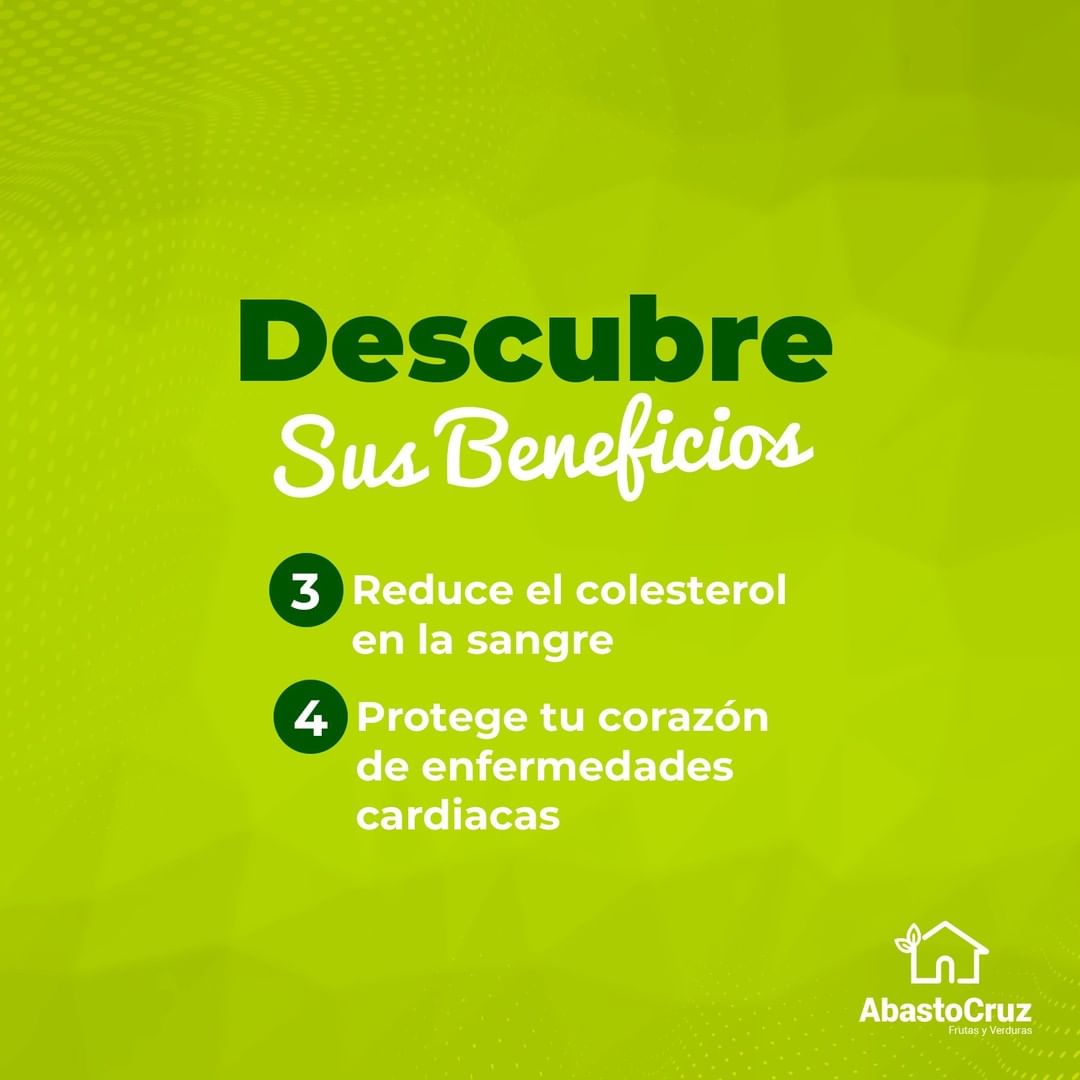 Descubre
Sus Beneficios
3 Reduce el colesterol
en la sangre
4 Protege tu corazón
de enfermedades
cardiacas
AbastoCruz
Frutas y Verduras